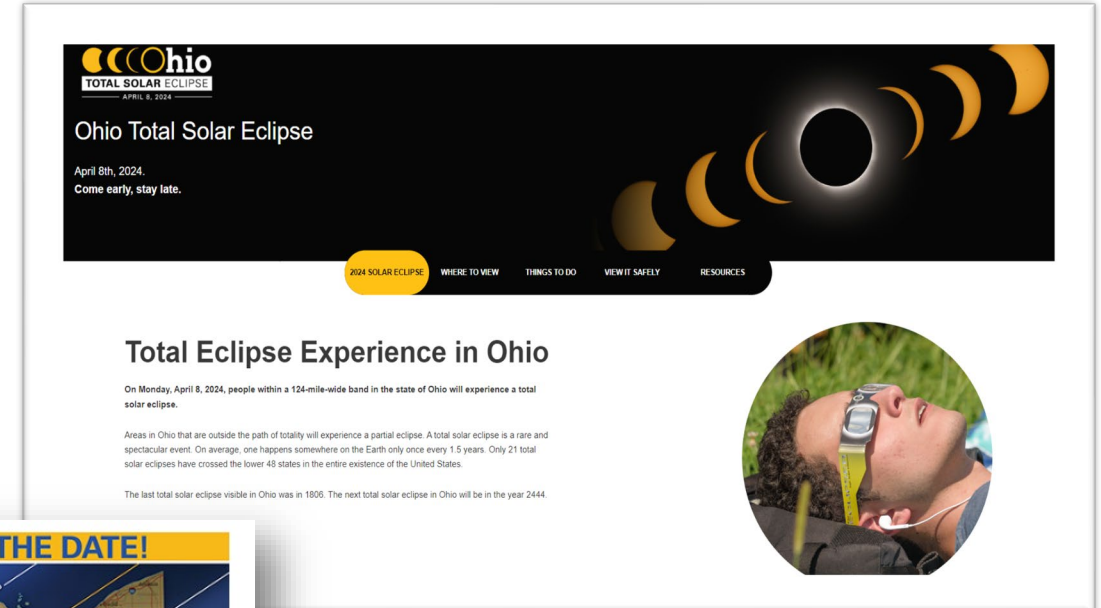 Ohio
TOTAL SOLAR ECLIPSE
APRIL 8, 2024
Ohio Total Solar Eclipse
April 8th, 2024.
Come early, stay late.
2024 SOLAR ECLIPSE WHERE TO VIEW THINGS TO DO VIEW IT SAFELY RESOURCES
Total Eclipse Experience in Ohio
On Monday, April 8, 2024, people within a 124-mile-wide band in the state of Ohio will experience a total
solar eclipse.
Areas in Ohio that are outside the path of totality will experience a partial eclipse. A total solar eclipse is a rare and
spectacular event. On average, one happens somewhere on the Earth only once every 1.5 years. Only 21 total
solar eclipses have crossed the lower 48 states in the entire existence of the United States.
The last total solar eclipse visible in Ohio was in 1806. The next total solar eclipse in Ohio will be in the year 2444.
THE DATE!